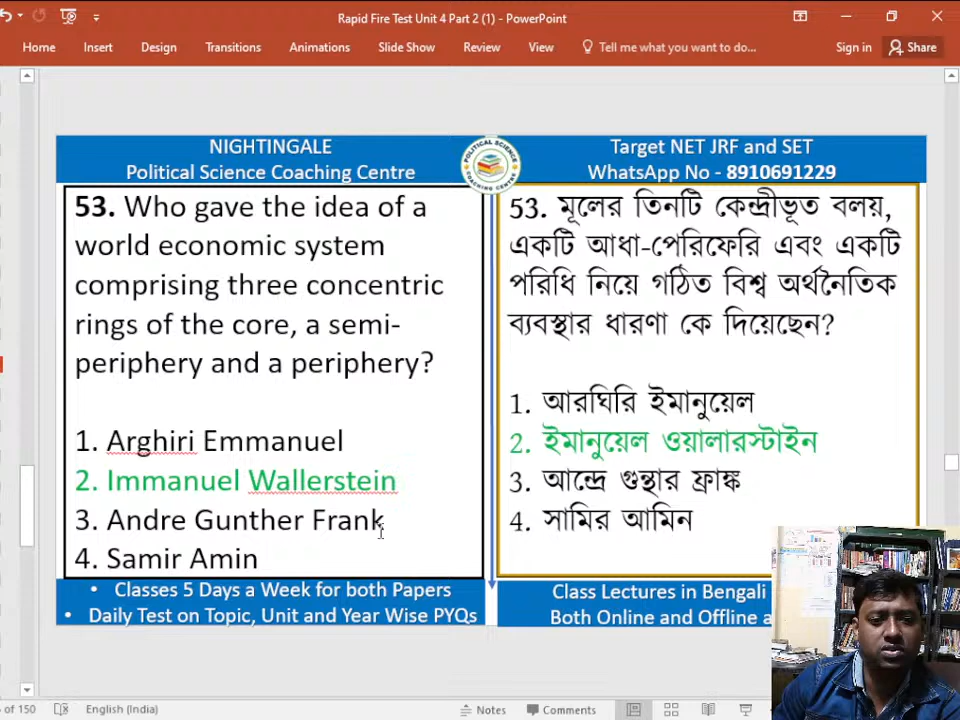 Rapid Fire Test Unit 4 Part 2 (1) - PowerPoint
Home Insert Design Transitions Animations Slide Show Review View Tell me what you want to do... Sign in Share
NIGHTINGALE
Political Science Coaching Centre
POLITICAL SCIENCE COACHING CENTRE
Target NET JRF and SET
WhatsApp No - 8910691229
53. Who gave the idea of a
world economic system
comprising three concentric
rings of the core, a semi-
periphery and a periphery?
1. Arghiri Emmanuel
2. Immanuel Wallerstein
3. Andre Gunther Frank
4. Samir Amin
53. মূলের তিনটি কেন্দ্রীভূত বলয়,
একটি আধা-পেরিফেরি এবং একটি
পরিধি নিয়ে গঠিত বিশ্ব অর্থনৈতিক
ব্যবস্থার ধারণা কে দিয়েছেন?
1. আরঘিরি ইমানুয়েল
2. ইমানুয়েল ওয়ালারস্টাইন
3. আন্দ্রে গুন্থার ফ্রাঙ্ক
4. সামির আমিন
• Classes 5 Days a Week for both Papers
• Daily Test on Topic, Unit and Year Wise PYQs
Class Lectures in Bengali
Both Online and Offline a
of 150 English (India) Notes Comments